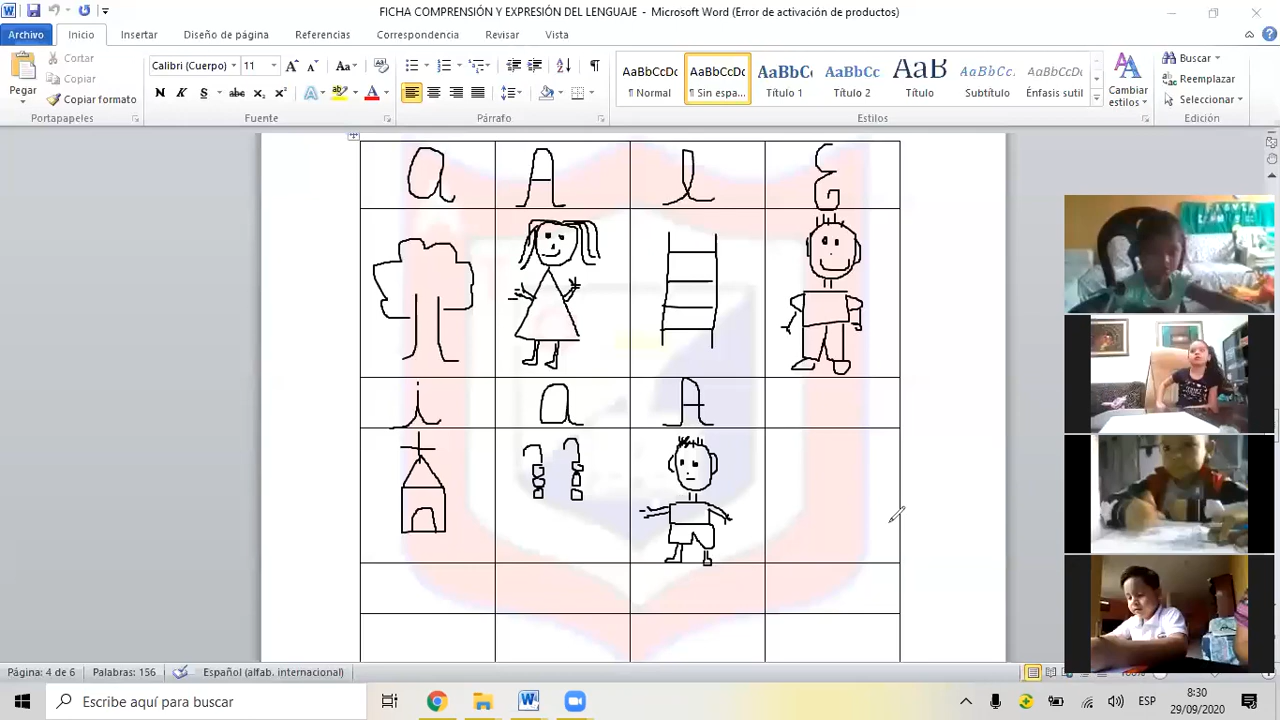 FICHA COMPRENSIÓN Y EXPRESIÓN DEL LENGUAJE - Microsoft Word (Error de activación de productos)
Archivo Inicio Insertar Diseño de página Referencias Correspondencia Revisar Vista
Pegar
Cortar
Copiar
Copiar formato
Portapapeles
Calibri (Cuerpo) 11
N K S abc x₂ x² A A
Fuente
Párrafo
AaBbCcDc AaBbCcDc AaBbC AaBbCc AaB AaBbCc. AaBbCcDc
¶ Normal ¶ Sin espa... Título 1 Título 2 Título Subtítulo Énfasis sutil
Cambiar estilos
Estilos
Buscar
Reemplazar
Seleccionar
Edición
a A e E
i a A
Página: 4 de 6 Palabras: 156 Español (alfab. internacional)
Escribe aquí para buscar
ESP
8:30
29/09/2020